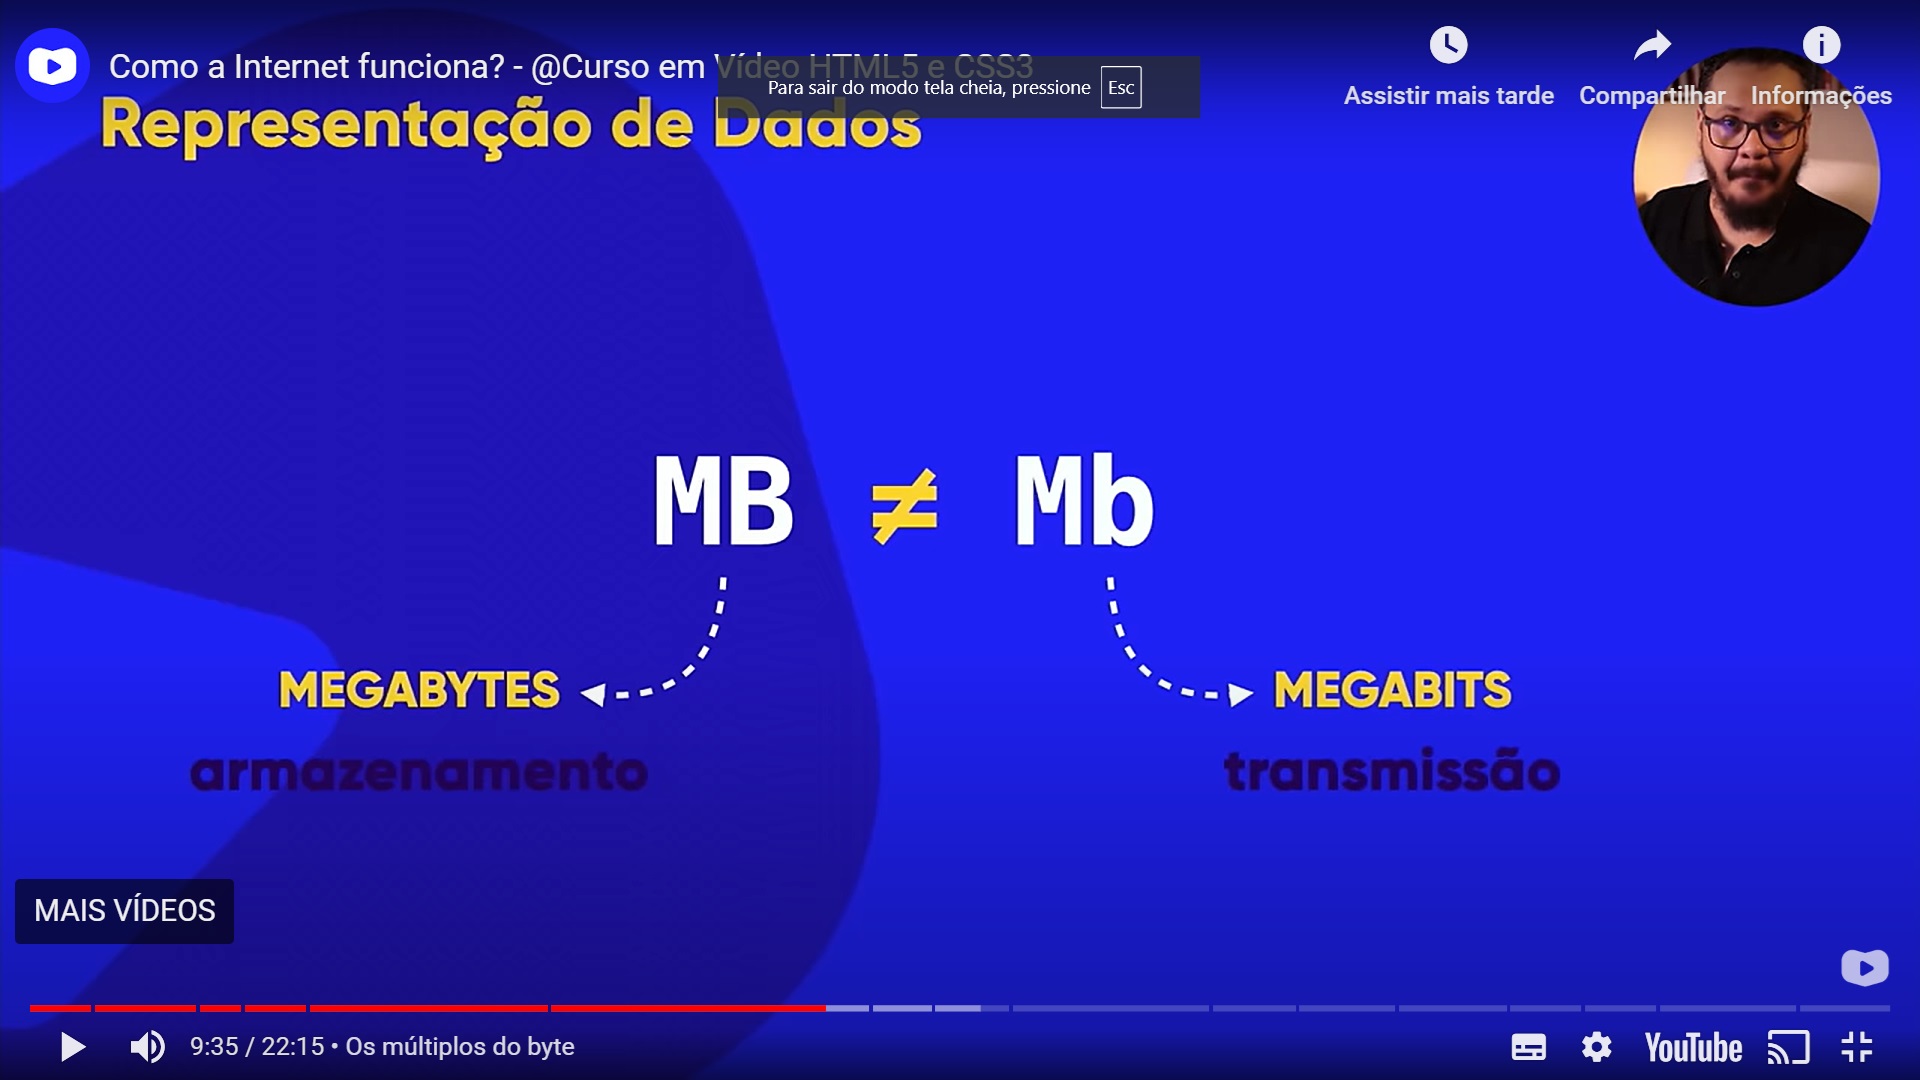 Como a Internet funciona? - @Curso em Vídeo HTML5 e CSS3
Para sair do modo tela cheia, pressione Esc
Assistir mais tarde
Compartilhar
Informações
Representação de Dados
MB ≠ Mb
MEGABYTES
MEGABITS
armazenamento
transmissão
MAIS VÍDEOS
9:35 / 22:15 • Os múltiplos do byte
YouTube